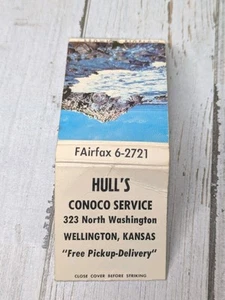 FAirfax 6-2721
HULL'S
CONOCO SERVICE
323 North Washington
WELLINGTON, KANSAS
"Free Pickup-Delivery"
CLOSE COVER BEFORE STRIKING